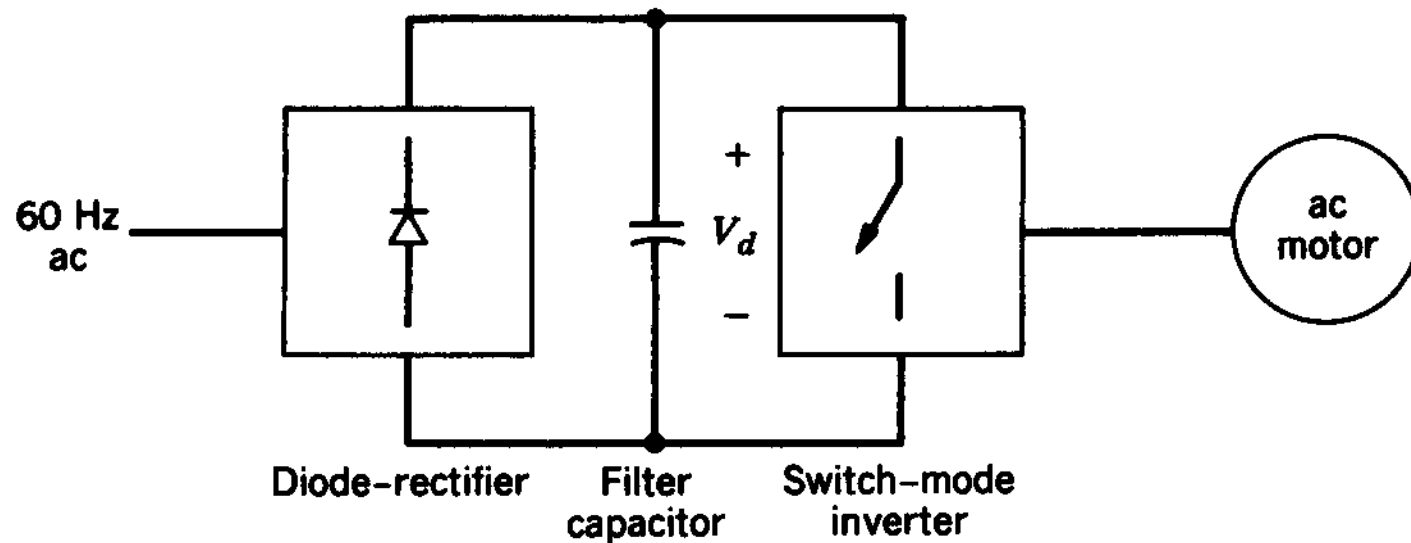 60 Hz
ac
+
V_d
−
ac
motor
Diode-rectifier
Filter
capacitor
Switch-mode
inverter